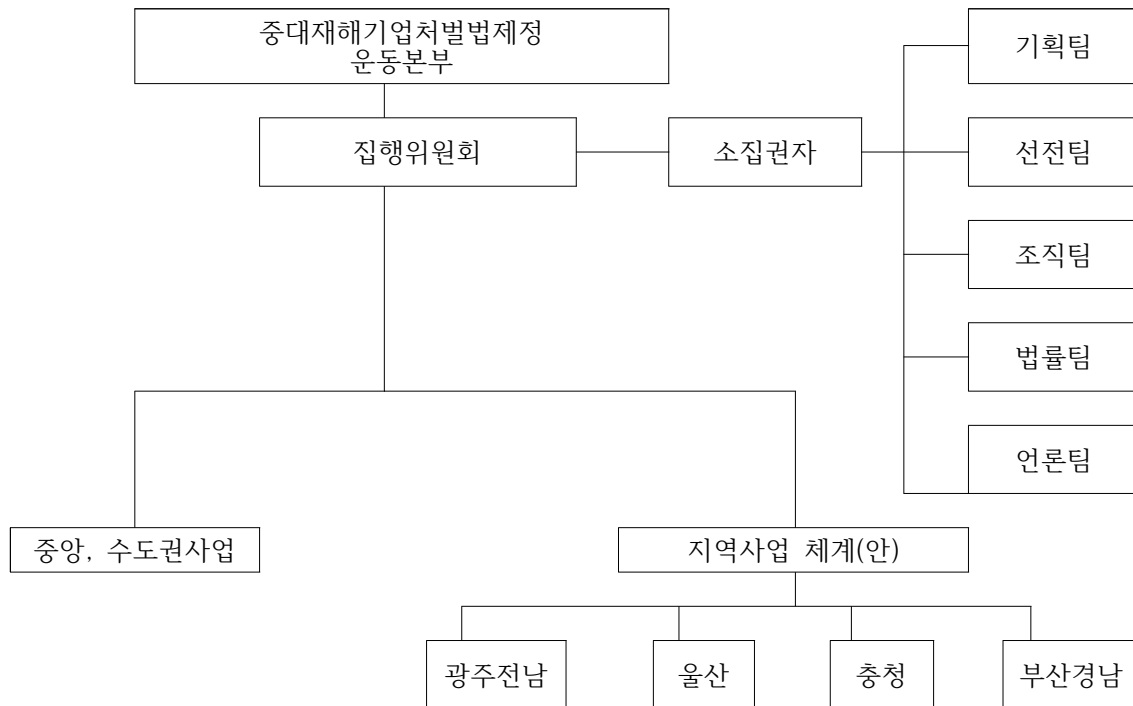 중대재해기업처벌법제정
운동본부
기획팀
집행위원회
소집권자
선전팀
조직팀
법률팀
언론팀
중앙, 수도권사업
지역사업 체계(안)
광주전남
울산
충청
부산경남